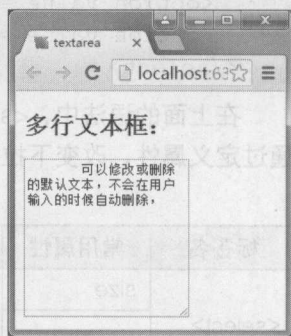 textarea
localhost:63
多行文本框：
可以修改或删除
的默认文本，不会在用户
输入的时候自动删除，